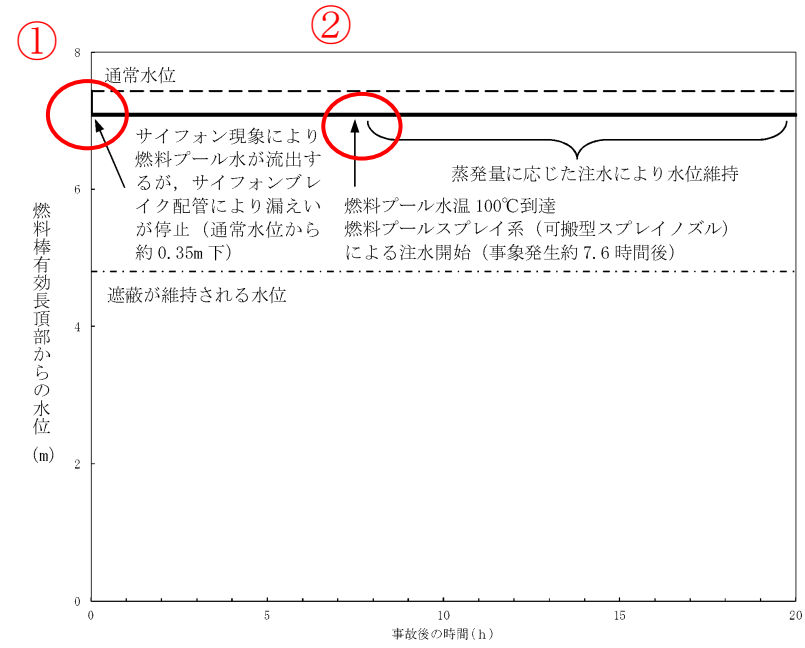 ①
②
8
通常水位
サイフォン現象により
燃料プール水が流出す
るが，サイフォンブレ
イク配管により漏えい
が停止（通常水位から
約 0.35m 下）
蒸発量に応じた注水により水位維持
6
燃料プール水温 100℃到達
燃料プールスプレイ系（可搬型スプレイノズル）
による注水開始（事象発生約 7.6 時間後）
遮蔽が維持される水位
燃料棒有効長頂部からの水位
(m)
4
2
0
0
5
10
15
20
事故後の時間(h)